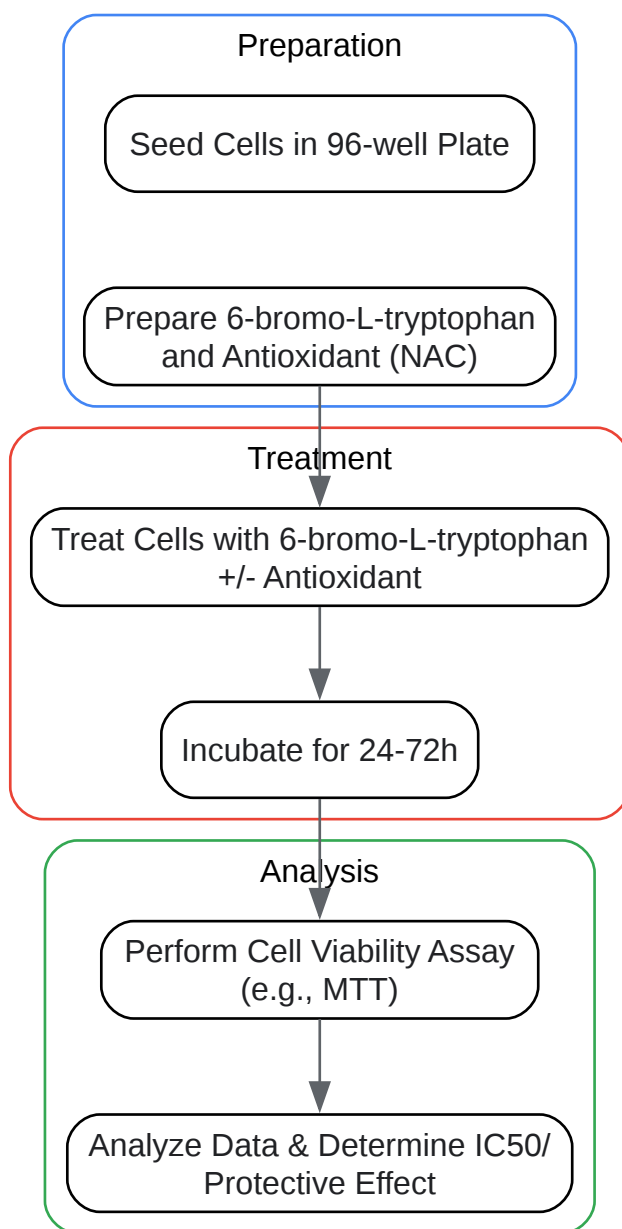 Preparation
Seed Cells in 96-well Plate
Prepare 6-bromo-L-tryptophan
and Antioxidant (NAC)
Treatment
Treat Cells with 6-bromo-L-tryptophan
+/- Antioxidant
Incubate for 24-72h
Analysis
Perform Cell Viability Assay
(e.g., MTT)
Analyze Data & Determine IC50/
Protective Effect